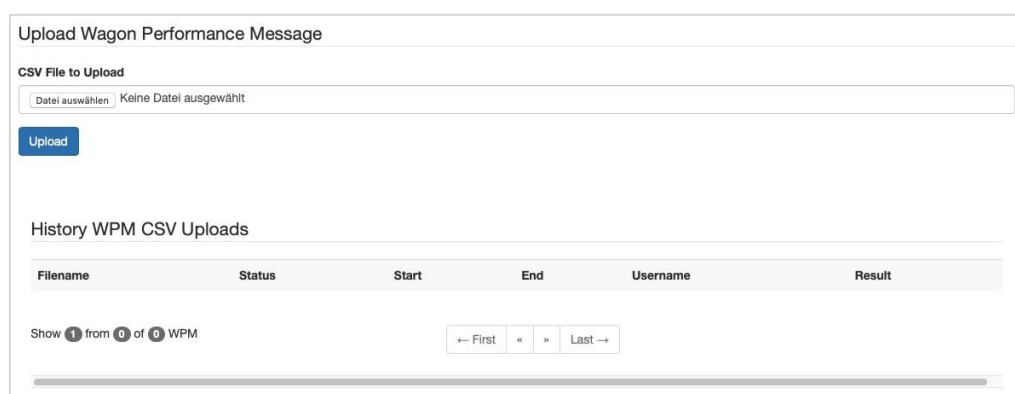 Upload Wagon Performance Message
CSV File to Upload
Datei auswählen Keine Datei ausgewählt
Upload
History WPM CSV Uploads
Filename Status Start End Username Result
Show 1 from 0 of 0 WPM
← First « » Last →